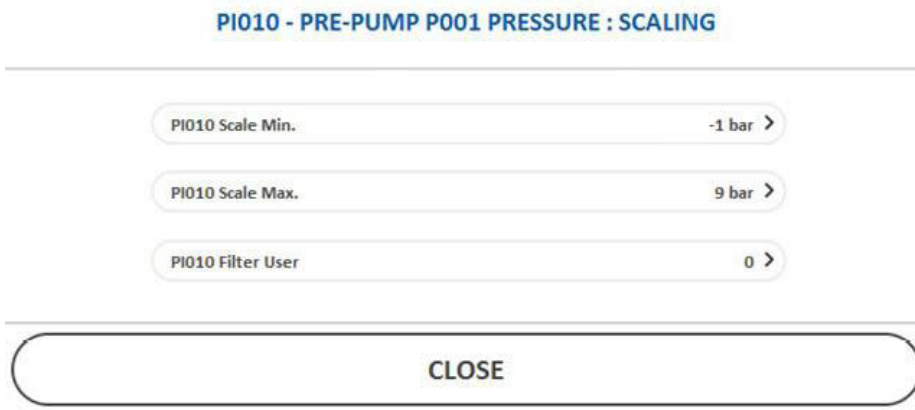 PI010 - PRE-PUMP P001 PRESSURE : SCALING
PI010 Scale Min. -1 bar
PI010 Scale Max. 9 bar
PI010 Filter User 0
CLOSE